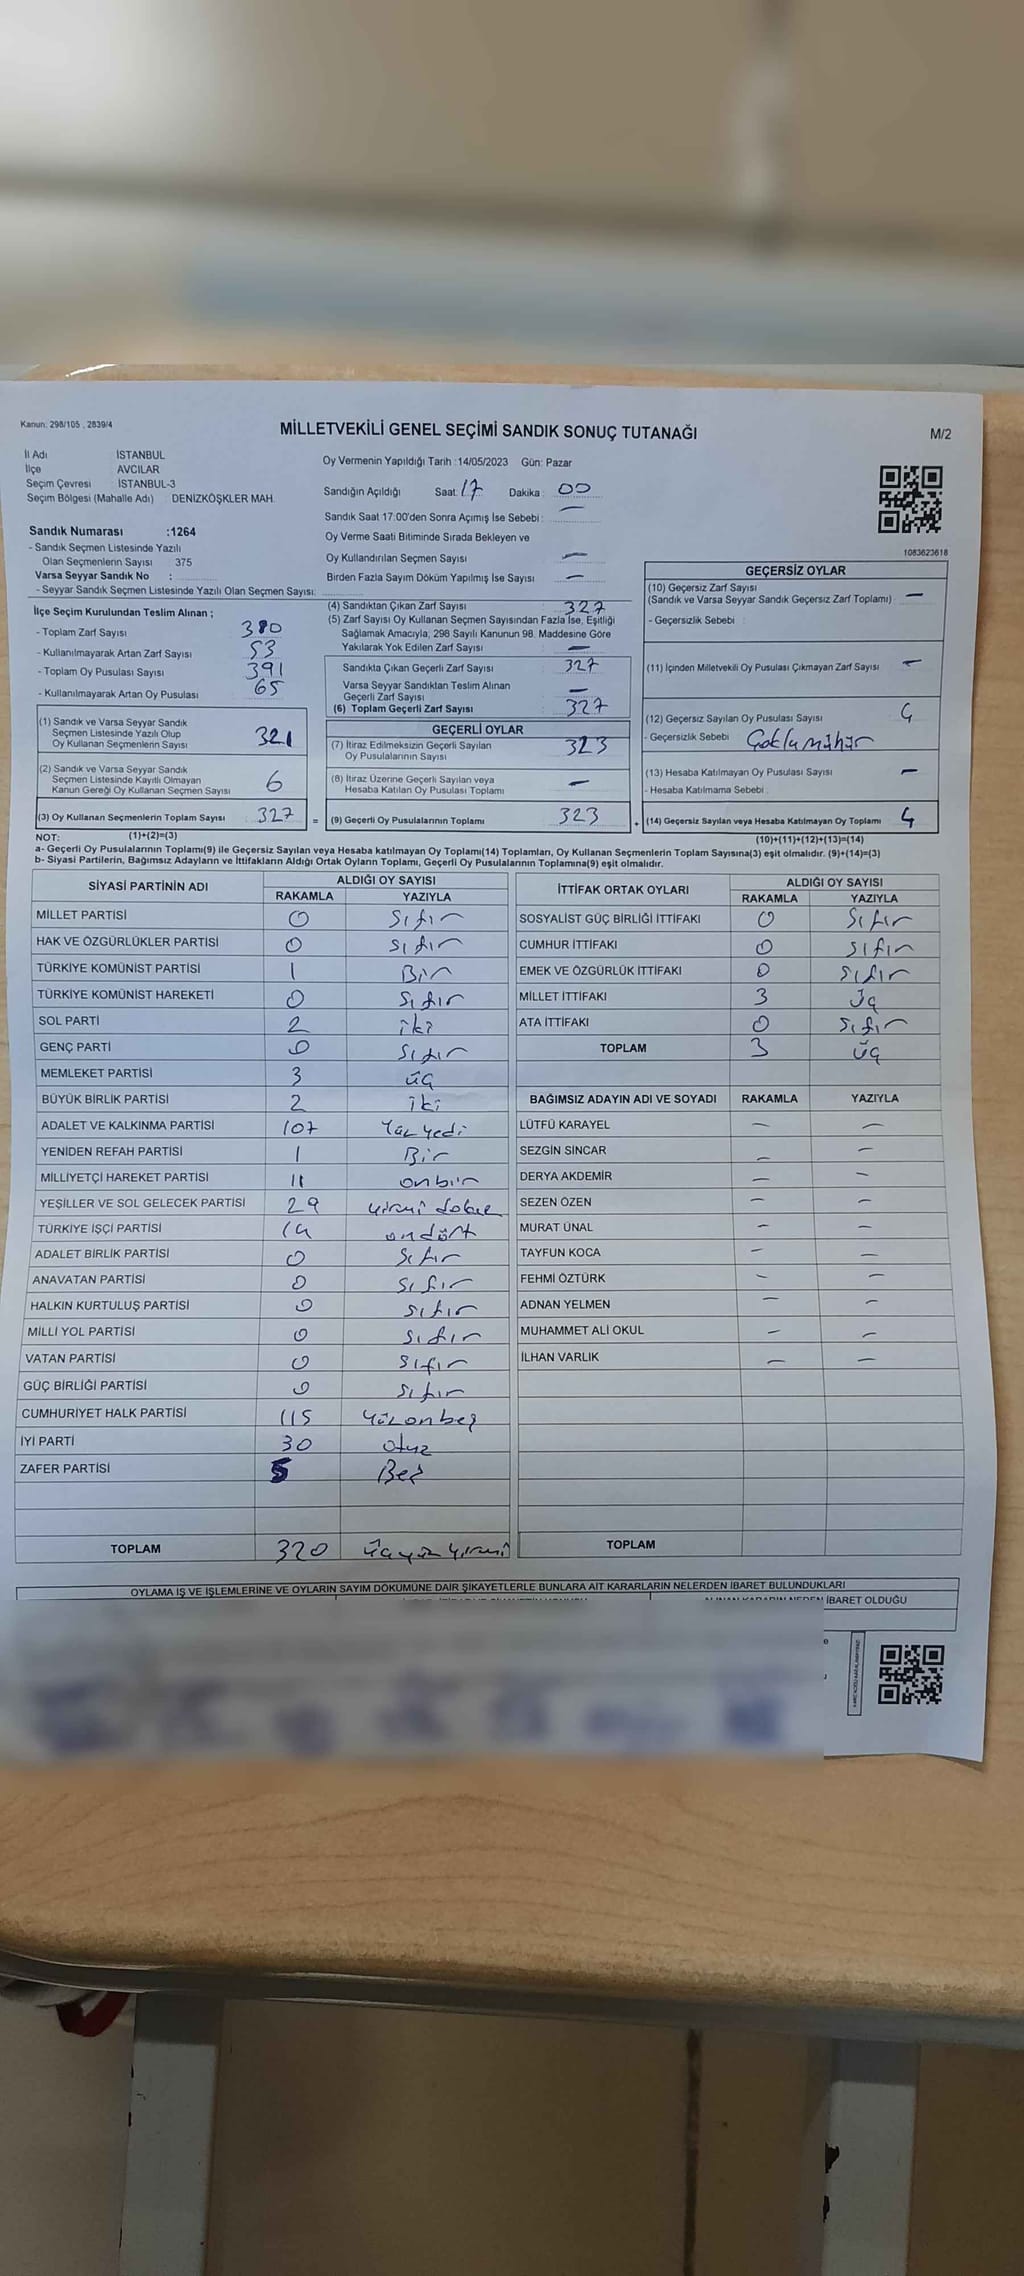 Kanun: 298/105 , 2839/4
MİLLETVEKİLİ GENEL SEÇİMİ SANDIK SONUÇ TUTANAĞI
M/2
İl Adı İSTANBUL
İlçe AVCILAR
Seçim Çevresi : İSTANBUL-3
Seçim Bölgesi (Mahalle Adı) : DENİZKÖŞKLER MAH.
Oy Vermenin Yapıldığı Tarih :14/05/2023 Gün: Pazar
Sandığın Açıldığı Saat: 17 Dakika : 00
Sandık Saat 17:00'den Sonra Açımış İse Sebebi : —
Oy Verme Saati Bitiminde Sırada Bekleyen ve
Oy Kullandırılan Seçmen Sayısı —
Birden Fazla Sayım Döküm Yapılmış İse Sayısı —
1083623618
Sandık Numarası :1264
- Sandık Seçmen Listesinde Yazılı
Olan Seçmenlerin Sayısı 375
Varsa Seyyar Sandık No :
- Seyyar Sandık Seçmen Listesinde Yazılı Olan Seçmen Sayısı:
İlçe Seçim Kurulundan Teslim Alınan ;
- Toplam Zarf Sayısı 380
- Kullanılmayarak Artan Zarf Sayısı 53
- Toplam Oy Pusulası Sayısı 391
- Kullanılmayarak Artan Oy Pusulası 65
(1) Sandık ve Varsa Seyyar Sandık
Seçmen Listesinde Yazılı Olup
Oy Kullanan Seçmenlerin Sayısı 321
(2) Sandık ve Varsa Seyyar Sandık
Seçmen Listesinde Kayıtlı Olmayan
Kanun Gereği Oy Kullanan Seçmen Sayısı 6
(3) Oy Kullanan Seçmenlerin Toplam Sayısı 327 =
(1)+(2)=(3)
(4) Sandıktan Çıkan Zarf Sayısı 327
(5) Zarf Sayısı Oy Kullanan Seçmen Sayısından Fazla İse, Eşitliği
Sağlamak Amacıyla, 298 Sayılı Kanunun 98. Maddesine Göre
Yakılarak Yok Edilen Zarf Sayısı —
Sandıkta Çıkan Geçerli Zarf Sayısı 327
Varsa Seyyar Sandıktan Teslim Alınan
Geçerli Zarf Sayısı —
(6) Toplam Geçerli Zarf Sayısı 327
GEÇERLİ OYLAR
(7) İtiraz Edilmeksizin Geçerli Sayılan
Oy Pusulalarının Sayısı 323
(8) İtiraz Üzerine Geçerli Sayılan veya
Hesaba Katılan Oy Pusulası Toplamı —
(9) Geçerli Oy Pusulalarının Toplamı 323 +
GEÇERSİZ OYLAR
(10) Geçersiz Zarf Sayısı
(Sandık ve Varsa Seyyar Sandık Geçersiz Zarf Toplamı) —
- Geçersizlik Sebebi :
(11) İçinden Milletvekili Oy Pusulası Çıkmayan Zarf Sayısı —
(12) Geçersiz Sayılan Oy Pusulası Sayısı 4
- Geçersizlik Sebebi Çoklu mühür
(13) Hesaba Katılmayan Oy Pusulası Sayısı —
- Hesaba Katılmama Sebebi :
(14) Geçersiz Sayılan veya Hesaba Katılmayan Oy Toplamı 4
(10)+(11)+(12)+(13)=(14)
NOT:
a- Geçerli Oy Pusulalarının Toplamı(9) ile Geçersiz Sayılan veya Hesaba katılmayan Oy Toplamı(14) Toplamları, Oy Kullanan Seçmenlerin Toplam Sayısına(3) eşit olmalıdır. (9)+(14)=(3)
b- Siyasi Partilerin, Bağımsız Adayların ve İttifakların Aldığı Ortak Oyların Toplamı, Geçerli Oy Pusulalarının Toplamına(9) eşit olmalıdır.
SİYASİ PARTİNİN ADI ALDIĞI OY SAYISI
RAKAMLA YAZIYLA
MİLLET PARTİSİ 0 Sıfır
HAK VE ÖZGÜRLÜKLER PARTİSİ 0 sıfır
TÜRKİYE KOMÜNİST PARTİSİ 1 Bir
TÜRKİYE KOMÜNİST HAREKETİ 0 Sıfır
SOL PARTİ 2 iki
GENÇ PARTİ 0 Sıfır
MEMLEKET PARTİSİ 3 üç
BÜYÜK BİRLİK PARTİSİ 2 iki
ADALET VE KALKINMA PARTİSİ 107 Yüz yedi
YENİDEN REFAH PARTİSİ 1 Bir
MİLLİYETÇİ HAREKET PARTİSİ 11 onbir
YEŞİLLER VE SOL GELECEK PARTİSİ 29 yirmi dokuz
TÜRKİYE İŞÇİ PARTİSİ 14 ondört
ADALET BİRLİK PARTİSİ 0 Sıfır
ANAVATAN PARTİSİ 0 Sıfır
HALKIN KURTULUŞ PARTİSİ 0 sıfır
MİLLİ YOL PARTİSİ 0 sıfır
VATAN PARTİSİ 0 sıfır
GÜÇ BİRLİĞİ PARTİSİ 0 sıfır
CUMHURİYET HALK PARTİSİ 115 yüzonbeş
İYİ PARTİ 30 otuz
ZAFER PARTİSİ 5 Beş
TOPLAM 320 üçyüz yirmi
İTTİFAK ORTAK OYLARI ALDIĞI OY SAYISI
RAKAMLA YAZIYLA
SOSYALİST GÜÇ BİRLİĞİ İTTİFAKI 0 Sıfır
CUMHUR İTTİFAKI 0 sıfır
EMEK VE ÖZGÜRLÜK İTTİFAKI 0 sıfır
MİLLET İTTİFAKI 3 Üç
ATA İTTİFAKI 0 Sıfır
TOPLAM 3 üç
BAĞIMSIZ ADAYIN ADI VE SOYADI RAKAMLA YAZIYLA
LÜTFÜ KARAYEL — —
SEZGİN SİNCAR — —
DERYA AKDEMİR — —
SEZEN ÖZEN — —
MURAT ÜNAL — —
TAYFUN KOCA — —
FEHMİ ÖZTÜRK — —
ADNAN YELMEN — —
MUHAMMET ALİ OKUL — —
İLHAN VARLIK — —
TOPLAM
OYLAMA İŞ VE İŞLEMLERİNE VE OYLARIN SAYIM DÖKÜMÜNE DAİR ŞİKAYETLERLE BUNLARA AİT KARARLARIN NELERDEN İBARET BULUNDUKLARI
ALINAN KARARIN NEDEN İBARET OLDUĞU